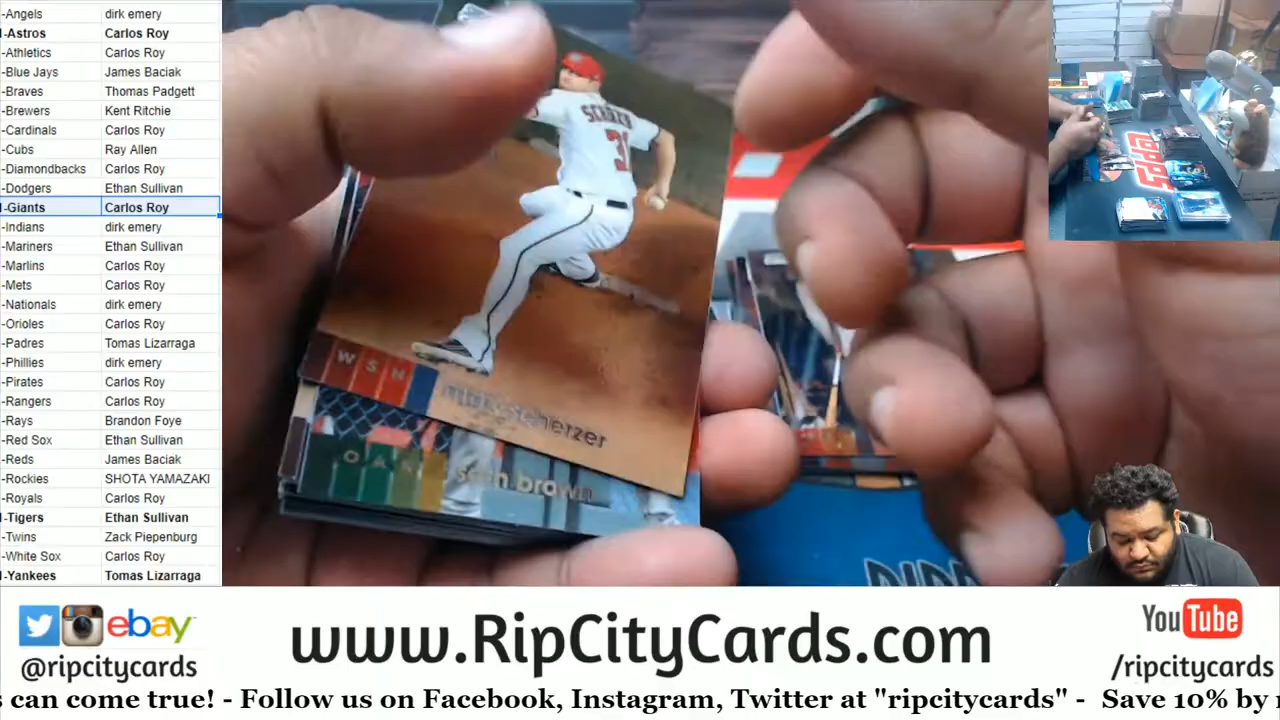 -Angels dirk emery
-Astros Carlos Roy
-Athletics Carlos Roy
-Blue Jays James Baciak
-Braves Thomas Padgett
-Brewers Kent Ritchie
-Cardinals Carlos Roy
-Cubs Ray Allen
-Diamondbacks Carlos Roy
-Dodgers Ethan Sullivan
-Giants Carlos Roy
-Indians dirk emery
-Mariners Ethan Sullivan
-Marlins Carlos Roy
-Mets Carlos Roy
-Nationals dirk emery
-Orioles Carlos Roy
-Padres Tomas Lizarraga
-Phillies dirk emery
-Pirates Carlos Roy
-Rangers Carlos Roy
-Rays Brandon Foye
-Red Sox Ethan Sullivan
-Reds James Baciak
-Rockies SHOTA YAMAZAKI
-Royals Carlos Roy
-Tigers Ethan Sullivan
-Twins Zack Piepenburg
-White Sox Carlos Roy
-Yankees Tomas Lizarraga
31
WSN max scherzer
OAK brown
Topps
ebay
@ripcitycards
www.RipCityCards.com
YouTube
/ripcitycards
s can come true! - Follow us on Facebook, Instagram, Twitter at "ripcitycards" - Save 10% by